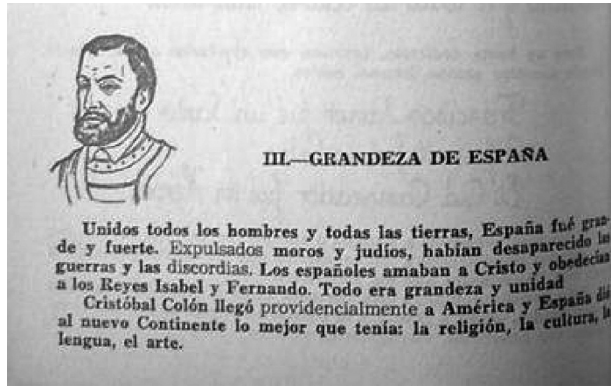 III.—GRANDEZA DE ESPAÑA
Unidos todos los hombres y todas las tierras, España fué gran-
de y fuerte. Expulsados moros y judíos, habían desaparecido las
guerras y las discordias. Los españoles amaban a Cristo y obedecían
a los Reyes Isabel y Fernando. Todo era grandeza y unidad
Cristóbal Colón llegó providencialmente a América y España dió
al nuevo Continente lo mejor que tenía: la religión, la cultura, la
lengua, el arte.